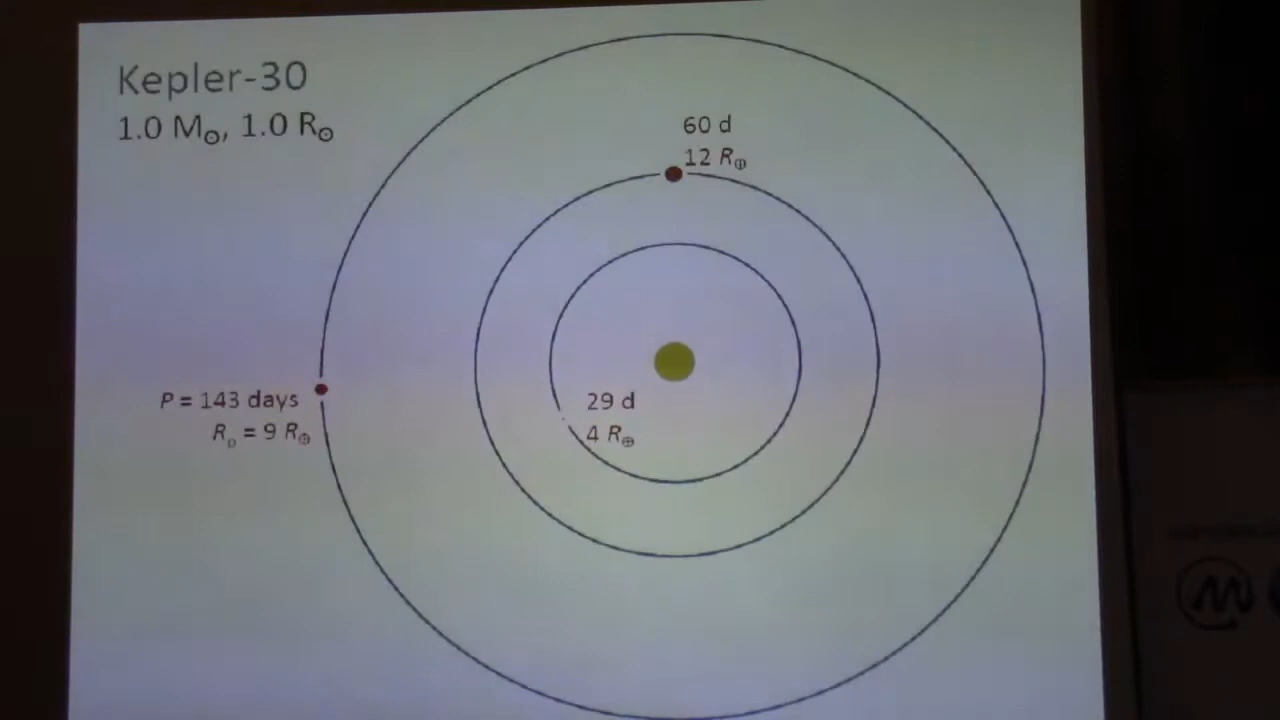 Kepler-30
1.0 M☉, 1.0 R☉
60 d
12 R⊕
P = 143 days
Rp = 9 R⊕
29 d
4 R⊕